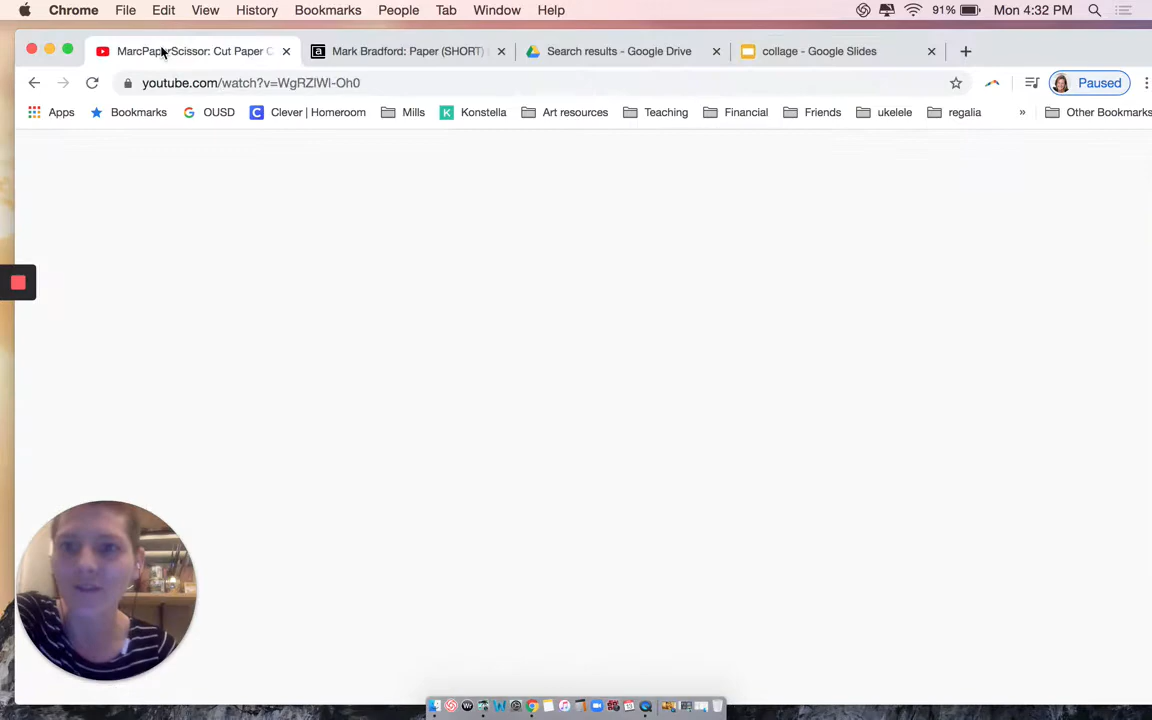 Chrome File Edit View History Bookmarks People Tab Window Help 91% Mon 4:32 PM
MarcPaperScissor: Cut Paper C Mark Bradford: Paper (SHORT) Search results - Google Drive collage - Google Slides
youtube.com/watch?v=WgRZlWl-Oh0 Paused
Apps Bookmarks OUSD Clever | Homeroom Mills Konstella Art resources Teaching Financial Friends ukelele regalia » Other Bookmarks